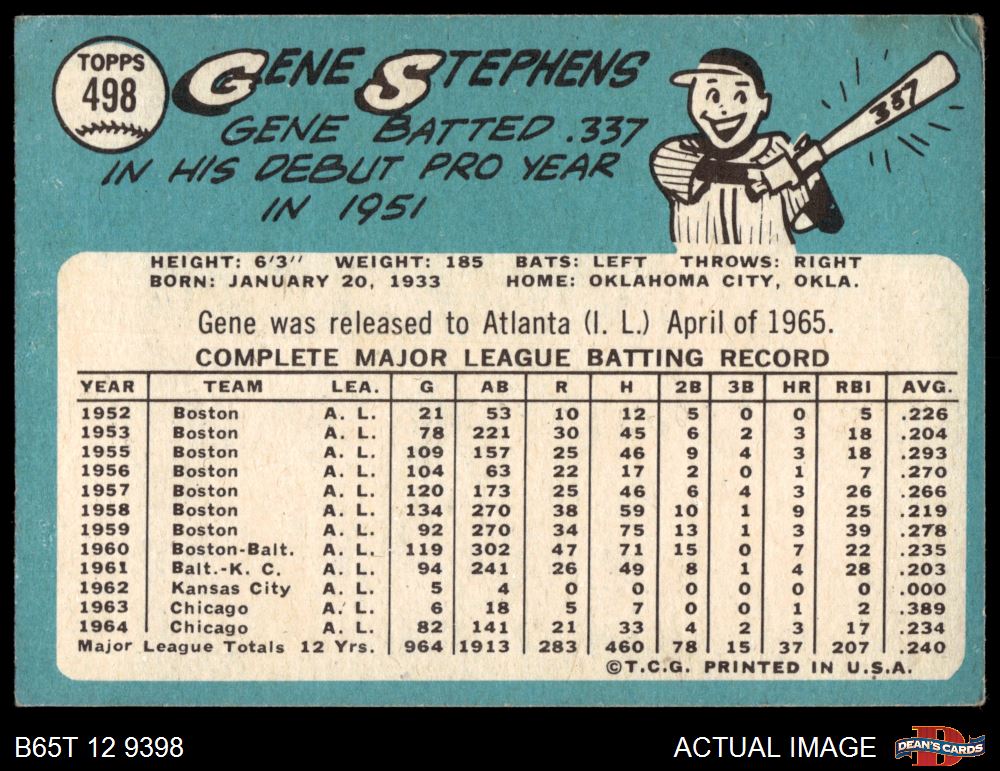 TOPPS
498
GENE STEPHENS
GENE BATTED .337
IN HIS DEBUT PRO YEAR
IN 1951
337
HEIGHT: 6'3" WEIGHT: 185 BATS: LEFT THROWS: RIGHT
BORN: JANUARY 20, 1933 HOME: OKLAHOMA CITY, OKLA.
Gene was released to Atlanta (I. L.) April of 1965.
COMPLETE MAJOR LEAGUE BATTING RECORD
YEAR TEAM LEA. G AB R H 2B 3B HR RBI AVG.
1952 Boston A. L. 21 53 10 12 5 0 0 5 .226
1953 Boston A. L. 78 221 30 45 6 2 3 18 .204
1955 Boston A. L. 109 157 25 46 9 4 3 18 .293
1956 Boston A. L. 104 63 22 17 2 0 1 7 .270
1957 Boston A. L. 120 173 25 46 6 4 3 26 .266
1958 Boston A. L. 134 270 38 59 10 1 9 25 .219
1959 Boston A. L. 92 270 34 75 13 1 3 39 .278
1960 Boston-Balt. A. L. 119 302 47 71 15 0 7 22 .235
1961 Balt.-K. C. A. L. 94 241 26 49 8 1 4 28 .203
1962 Kansas City A. L. 5 4 0 0 0 0 0 0 .000
1963 Chicago A. L. 6 18 5 7 0 0 1 2 .389
1964 Chicago A. L. 82 141 21 33 4 2 3 17 .234
Major League Totals 12 Yrs. 964 1913 283 460 78 15 37 207 .240
©T.C.G. PRINTED IN U.S.A.
B65T 12 9398 ACTUAL IMAGE DEAN'S CARDS